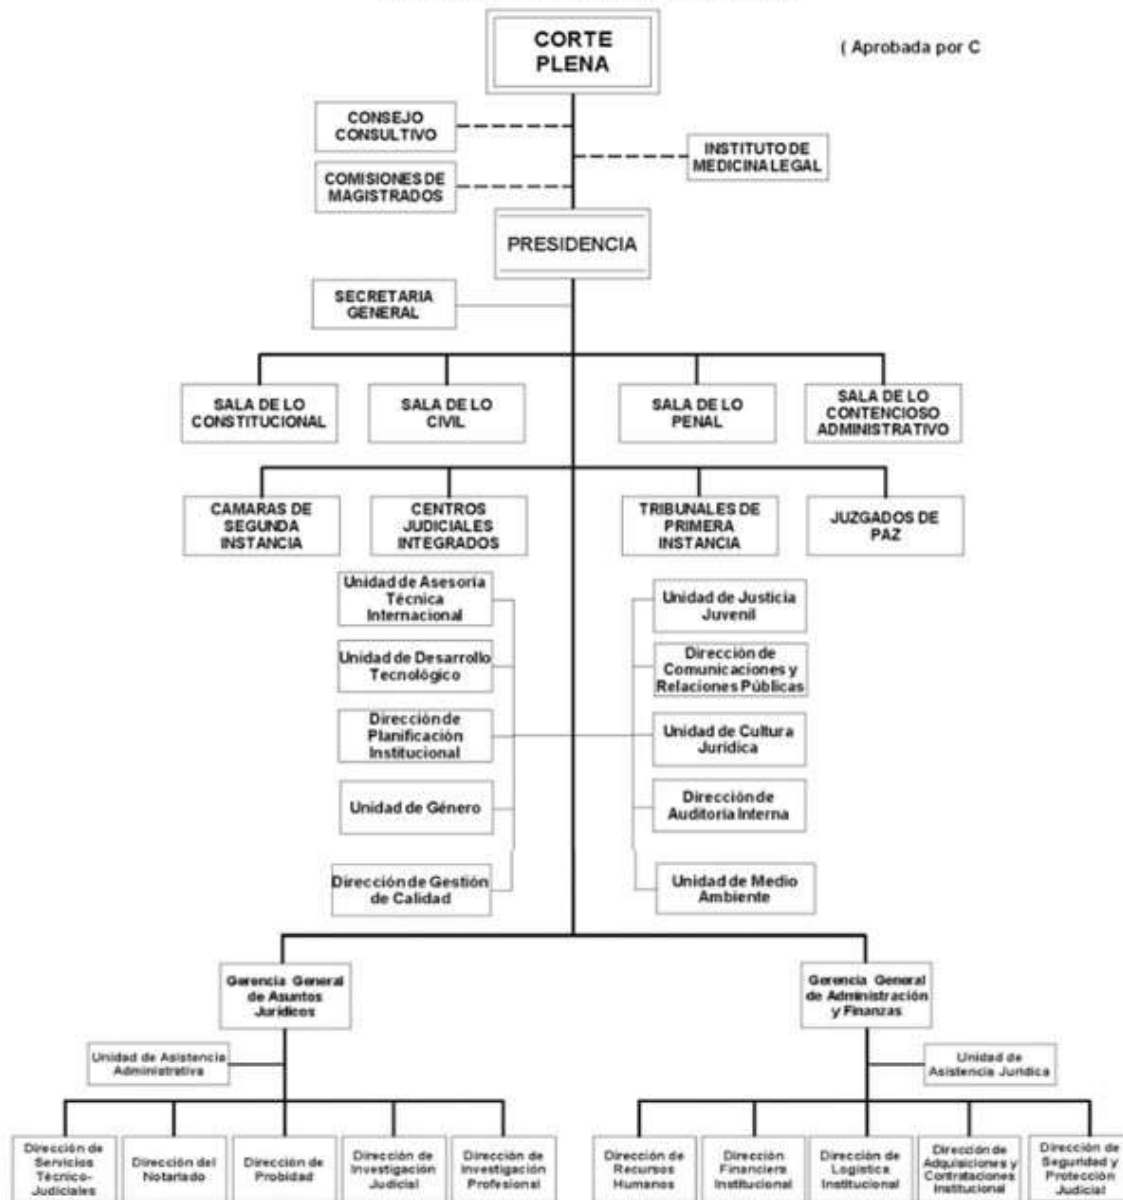 CORTE
PLENA
( Aprobada por C
CONSEJO
CONSULTIVO
INSTITUTO DE
MEDICINA LEGAL
COMISIONES DE
MAGISTRADOS
PRESIDENCIA
SECRETARIA
GENERAL
SALA DE LO
CONSTITUCIONAL
SALA DE LO
CIVIL
SALA DE LO
PENAL
SALA DE LO
CONTENCIOSO
ADMINISTRATIVO
CAMARAS DE
SEGUNDA
INSTANCIA
CENTROS
JUDICIALES
INTEGRADOS
TRIBUNALES DE
PRIMERA
INSTANCIA
JUZGADOS DE
PAZ
Unidad de Asesoría
Técnica
Internacional
Unidad de Justicia
Juvenil
Unidad de Desarrollo
Tecnológico
Dirección de
Comunicaciones y
Relaciones Públicas
Dirección de
Planificación
Institucional
Unidad de Cultura
Jurídica
Unidad de Género
Dirección de
Auditoría Interna
Dirección de Gestión
de Calidad
Unidad de Medio
Ambiente
Gerencia General
de Asuntos
Jurídicos
Gerencia General
de Administración
y Finanzas
Unidad de Asistencia
Administrativa
Unidad de
Asistencia Jurídica
Dirección de
Servicios
Técnico-
Judiciales
Dirección del
Notariado
Dirección de
Probidad
Dirección de
Investigación
Judicial
Dirección de
Investigación
Profesional
Dirección de
Recursos
Humanos
Dirección
Financiera
Institucional
Dirección de
Logística
Institucional
Dirección de
Adquisiciones y
Contrataciones
Institucional
Dirección de
Seguridad y
Protección
Judicial